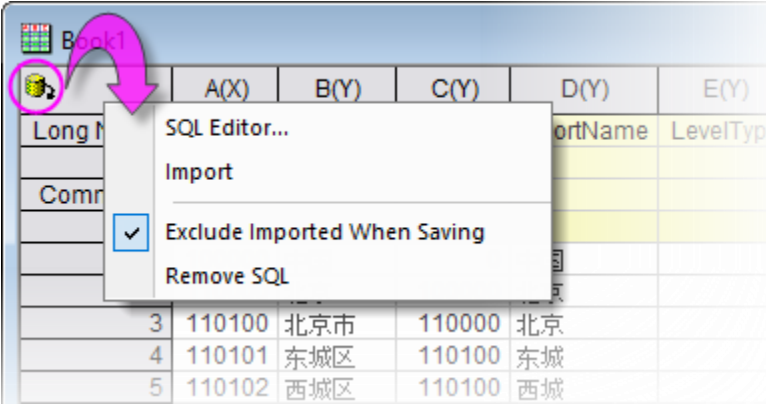 Book1
A(X) B(Y) C(Y) D(Y) E(Y)
Long N ortName LevelTyp
SQL Editor...
Import
Comm
Exclude Imported When Saving
Remove SQL
3 110100 北京市 110000 北京
4 110101 东城区 110100 东城
5 110102 西城区 110100 西城